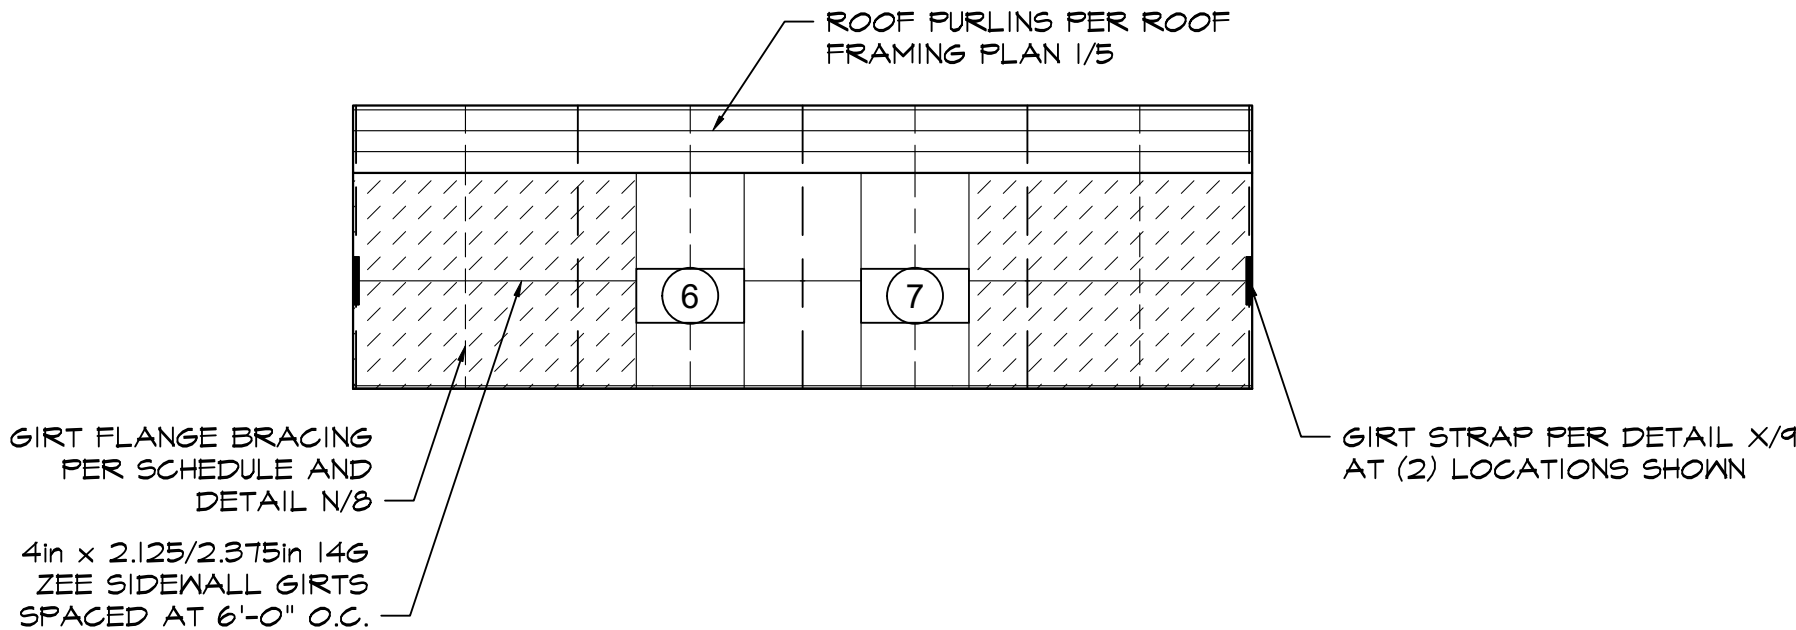 ROOF PURLINS PER ROOF
FRAMING PLAN 1/5
6
7
GIRT FLANGE BRACING
PER SCHEDULE AND
DETAIL N/8
4in x 2.125/2.375in 14G
ZEE SIDEWALL GIRTS
SPACED AT 6'-0" O.C.
GIRT STRAP PER DETAIL X/9
AT (2) LOCATIONS SHOWN